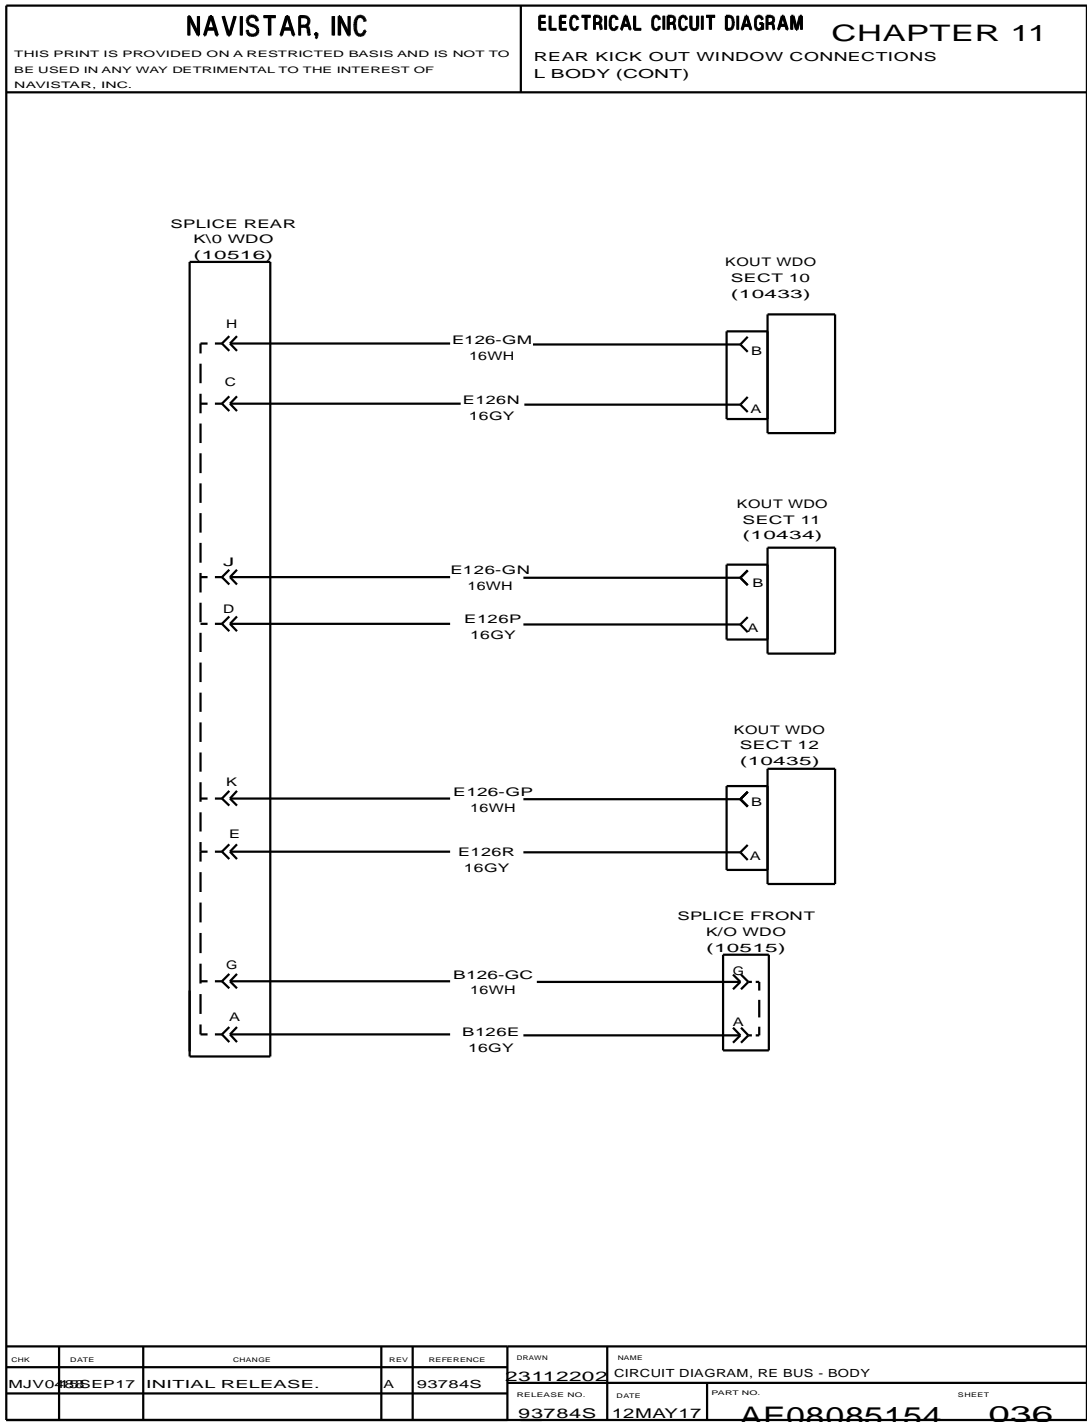 NAVISTAR, INC
THIS PRINT IS PROVIDED ON A RESTRICTED BASIS AND IS NOT TO
BE USED IN ANY WAY DETRIMENTAL TO THE INTEREST OF
NAVISTAR, INC.
ELECTRICAL CIRCUIT DIAGRAM CHAPTER 11
REAR KICK OUT WINDOW CONNECTIONS
L BODY (CONT)
SPLICE REAR
K\0 WDO
(10516)
KOUT WDO
SECT 10
(10433)
H
E126-GM
16WH
B
C
E126N
16GY
A
KOUT WDO
SECT 11
(10434)
J
E126-GN
16WH
B
D
E126P
16GY
A
KOUT WDO
SECT 12
(10435)
K
E126-GP
16WH
B
E
E126R
16GY
A
SPLICE FRONT
K/O WDO
(10515)
G
B126-GC
16WH
G
A
B126E
16GY
A
CHK DATE CHANGE REV REFERENCE
SEP17 INITIAL RELEASE. A 93784S
DRAWN
23112202
NAME
CIRCUIT DIAGRAM, RE BUS - BODY
RELEASE NO.
93784S
DATE
12MAY17
PART NO.
AE08085154
SHEET
036